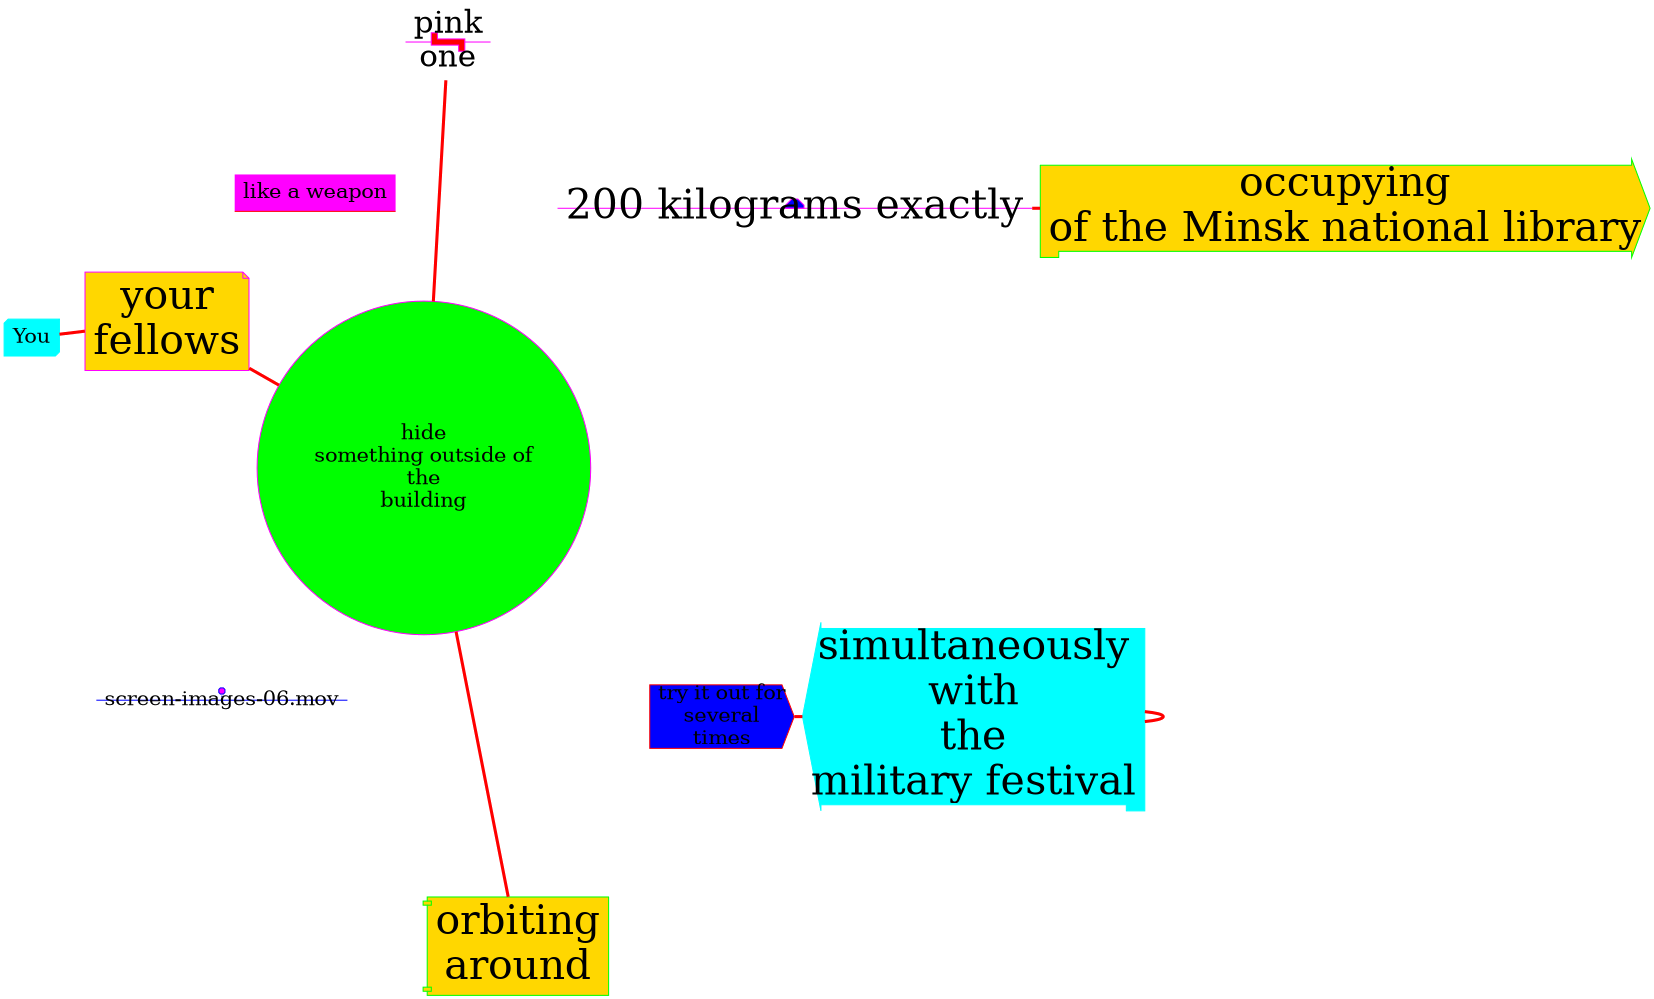 pink
one
like a weapon
200 kilograms exactly
occupying
of the Minsk national library
your
fellows
You
hide
something outside of
the
building
simultaneously
with
the
military festival
try it out for
several
times
screen-images-06.mov
orbiting
around